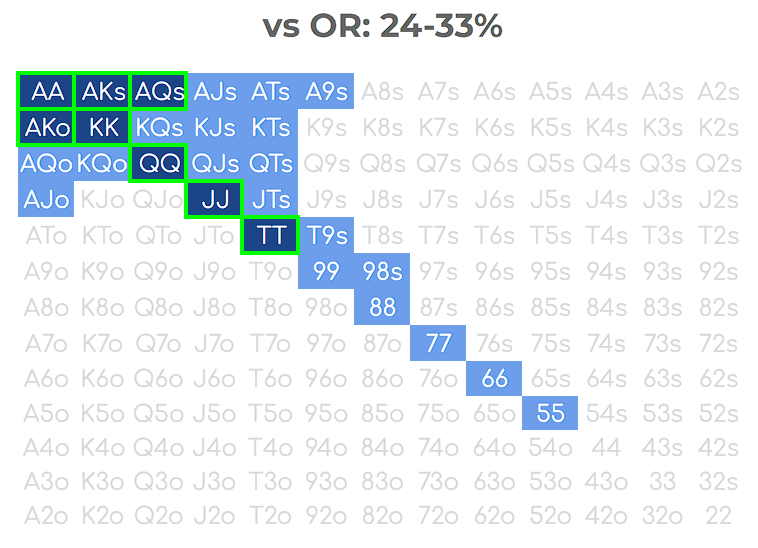 vs OR: 24-33%
AA AKs AQs AJs ATs A9s A8s A7s A6s A5s A4s A3s A2s
AKo KK KQs KJs KTs K9s K8s K7s K6s K5s K4s K3s K2s
AQo KQo QQ QJs QTs Q9s Q8s Q7s Q6s Q5s Q4s Q3s Q2s
AJo KJo QJo JJ JTs J9s J8s J7s J6s J5s J4s J3s J2s
ATo KTo QTo JTo TT T9s T8s T7s T6s T5s T4s T3s T2s
A9o K9o Q9o J9o T9o 99 98s 97s 96s 95s 94s 93s 92s
A8o K8o Q8o J8o T8o 98o 88 87s 86s 85s 84s 83s 82s
A7o K7o Q7o J7o T7o 97o 87o 77 76s 75s 74s 73s 72s
A6o K6o Q6o J6o T6o 96o 86o 76o 66 65s 64s 63s 62s
A5o K5o Q5o J5o T5o 95o 85o 75o 65o 55 54s 53s 52s
A4o K4o Q4o J4o T4o 94o 84o 74o 64o 54o 44 43s 42s
A3o K3o Q3o J3o T3o 93o 83o 73o 63o 53o 43o 33 32s
A2o K2o Q2o J2o T2o 92o 82o 72o 62o 52o 42o 32o 22